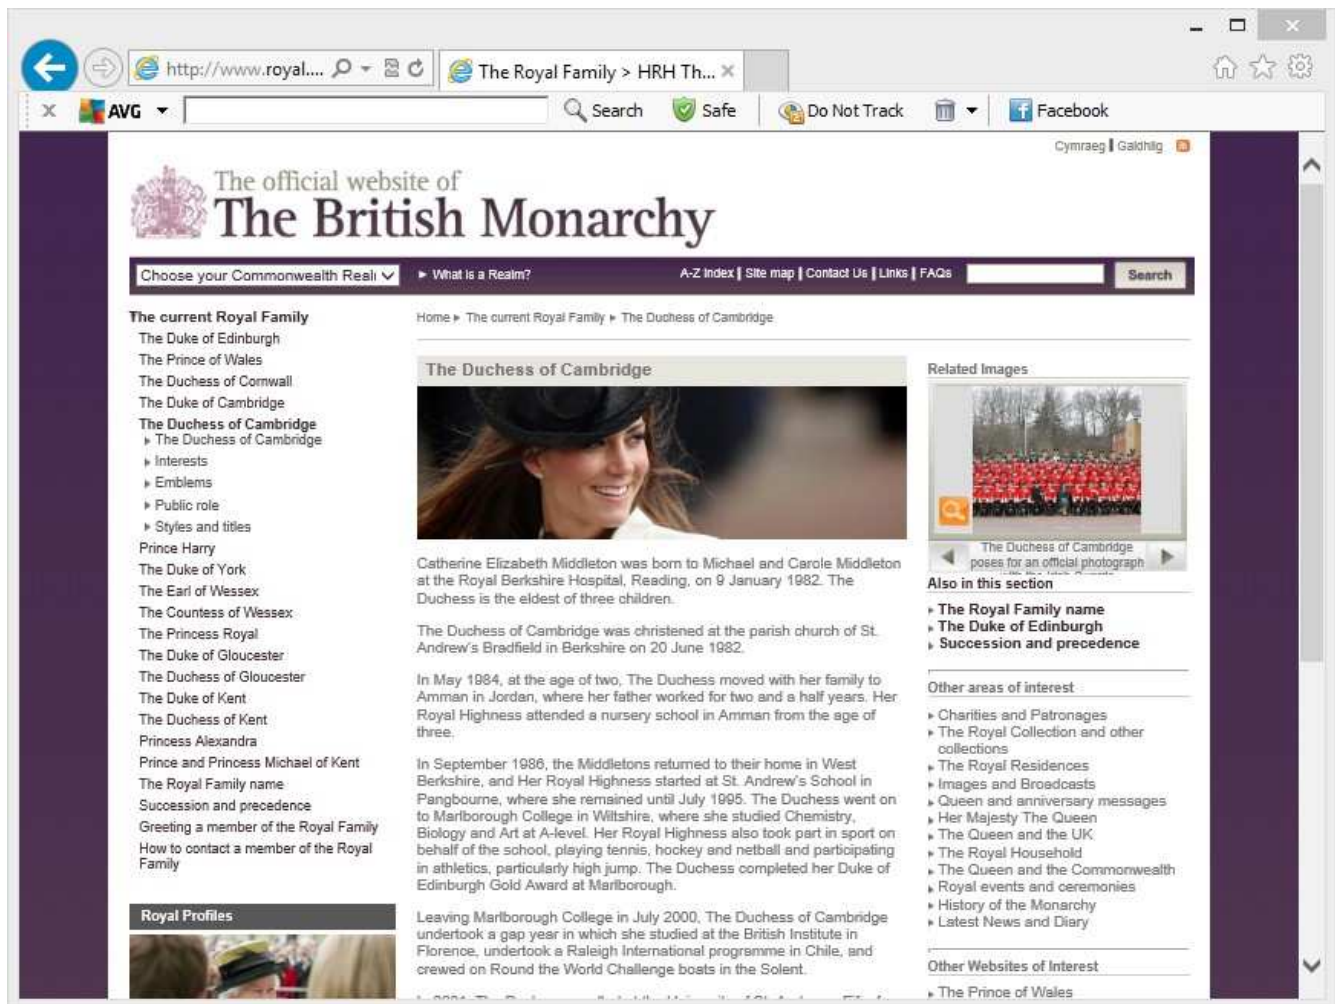 http://www.royal....
The Royal Family > HRH Th...
x AVG Search Safe Do Not Track Facebook
Cymraeg Gaidhlig
The official website of
The British Monarchy
Choose your Commonwealth Real
What is a Realm?
A-Z Index | Site map | Contact Us | Links | FAQs
Search
The current Royal Family
The Duke of Edinburgh
The Prince of Wales
The Duchess of Cornwall
The Duke of Cambridge
The Duchess of Cambridge
The Duchess of Cambridge
Interests
Emblems
Public role
Styles and titles
Prince Harry
The Duke of York
The Earl of Wessex
The Countess of Wessex
The Princess Royal
The Duke of Gloucester
The Duchess of Gloucester
The Duke of Kent
The Duchess of Kent
Princess Alexandra
Prince and Princess Michael of Kent
The Royal Family name
Succession and precedence
Greeting a member of the Royal Family
How to contact a member of the Royal
Family
Royal Profiles
Home The current Royal Family The Duchess of Cambridge
The Duchess of Cambridge
Catherine Elizabeth Middleton was born to Michael and Carole Middleton
at the Royal Berkshire Hospital, Reading, on 9 January 1982. The
Duchess is the eldest of three children.
The Duchess of Cambridge was christened at the parish church of St.
Andrew's Bradfield in Berkshire on 20 June 1982.
In May 1984, at the age of two, The Duchess moved with her family to
Amman in Jordan, where her father worked for two and a half years. Her
Royal Highness attended a nursery school in Amman from the age of
three.
In September 1986, the Middletons returned to their home in West
Berkshire, and Her Royal Highness started at St. Andrew's School in
Pangbourne, where she remained until July 1995. The Duchess went on
to Marlborough College in Wiltshire, where she studied Chemistry,
Biology and Art at A-level. Her Royal Highness also took part in sport on
behalf of the school, playing tennis, hockey and netball and participating
in athletics, particularly high jump. The Duchess completed her Duke of
Edinburgh Gold Award at Marlborough.
Leaving Marlborough College in July 2000, The Duchess of Cambridge
undertook a gap year in which she studied at the British Institute in
Florence, undertook a Raleigh International programme in Chile, and
crewed on Round the World Challenge boats in the Solent.
Related Images
The Duchess of Cambridge
poses for an official photograph
Also in this section
The Royal Family name
The Duke of Edinburgh
Succession and precedence
Other areas of interest
Charities and Patronages
The Royal Collection and other
collections
The Royal Residences
Images and Broadcasts
Queen and anniversary messages
Her Majesty The Queen
The Queen and the UK
The Royal Household
The Queen and the Commonwealth
Royal events and ceremonies
History of the Monarchy
Latest News and Diary
Other Websites of Interest
The Prince of Wales